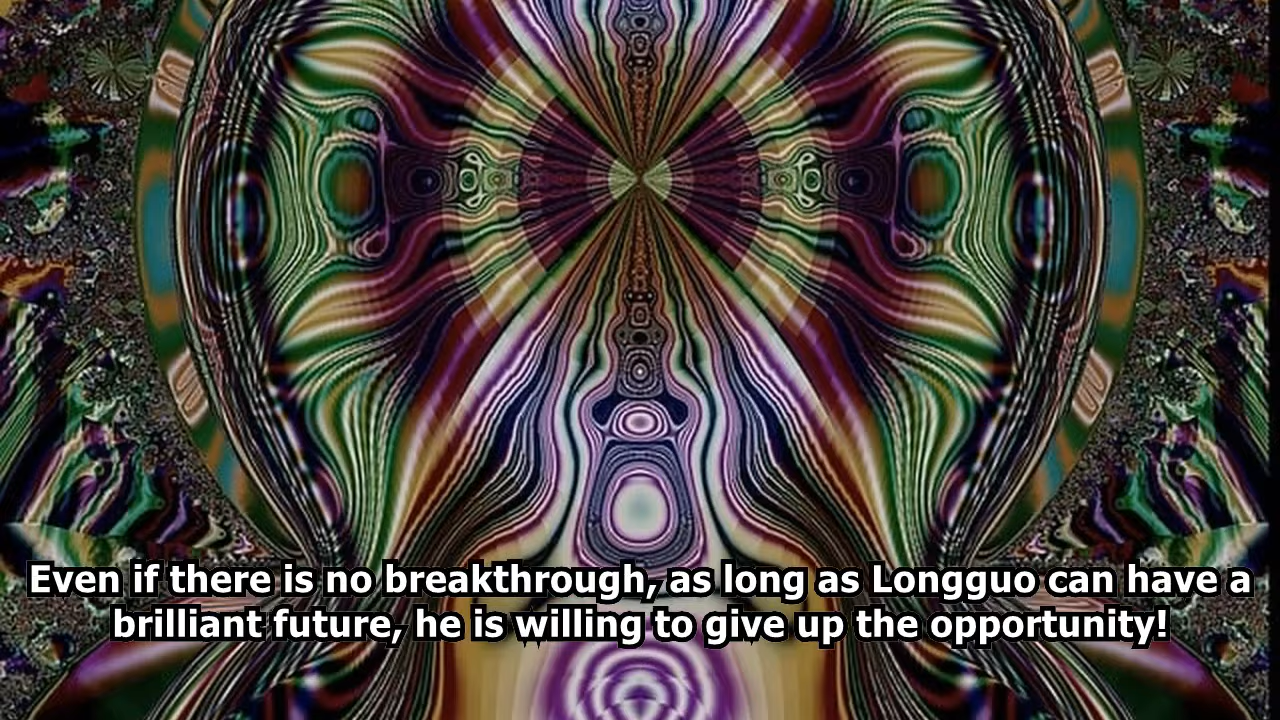 Even if there is no breakthrough, as long as Longguo can have a
brilliant future, he is willing to give up the opportunity!